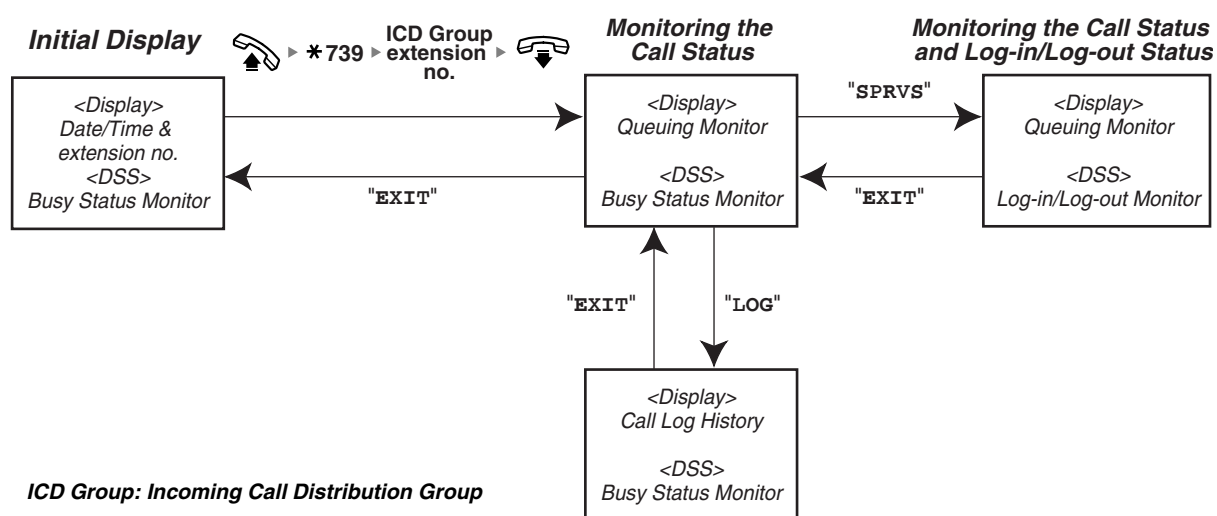 Initial Display
*739
ICD Group
extension
no.
Monitoring the
Call Status
Monitoring the Call Status
and Log-in/Log-out Status
<Display>
Date/Time &
extension no.
<DSS>
Busy Status Monitor
"EXIT"
<Display>
Queuing Monitor
<DSS>
Busy Status Monitor
"SPRVS"
"EXIT"
<Display>
Queuing Monitor
<DSS>
Log-in/Log-out Monitor
"EXIT"
"LOG"
<Display>
Call Log History
<DSS>
Busy Status Monitor
ICD Group: Incoming Call Distribution Group